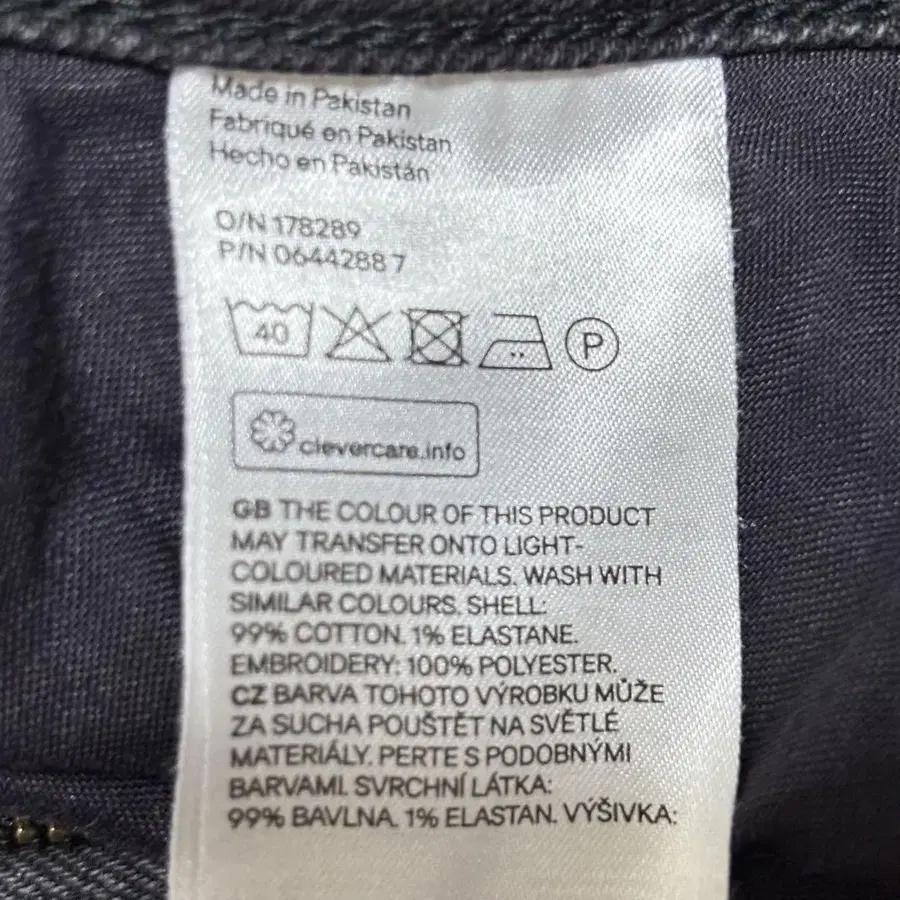 Made in Pakistan
Fabriqué en Pakistan
Hecho en Pakistán
O/N 178289
P/N 0644288 7
40 P
clevercare.info
GB THE COLOUR OF THIS PRODUCT
MAY TRANSFER ONTO LIGHT-
COLOURED MATERIALS. WASH WITH
SIMILAR COLOURS. SHELL:
99% COTTON. 1% ELASTANE.
EMBROIDERY: 100% POLYESTER.
CZ BARVA TOHOTO VÝROBKU MŮŽE
ZA SUCHA POUŠTĚT NA SVĚTLÉ
MATERIÁLY. PERTE S PODOBNÝMI
BARVAMI. SVRCHNÍ LÁTKA:
99% BAVLNA. 1% ELASTAN. VÝŠIVKA: